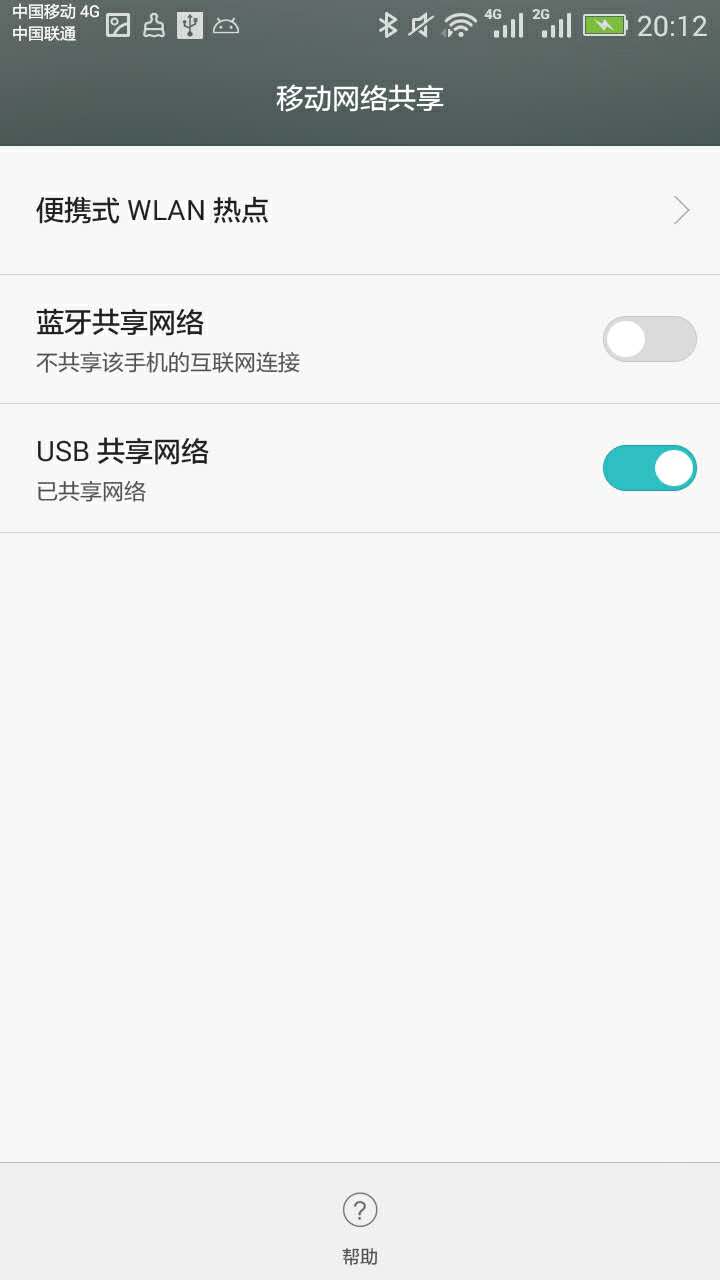 中国移动 4G
中国联通
4G 2G 20:12
移动网络共享
便携式 WLAN 热点
蓝牙共享网络
不共享该手机的互联网连接
USB 共享网络
已共享网络
?
帮助